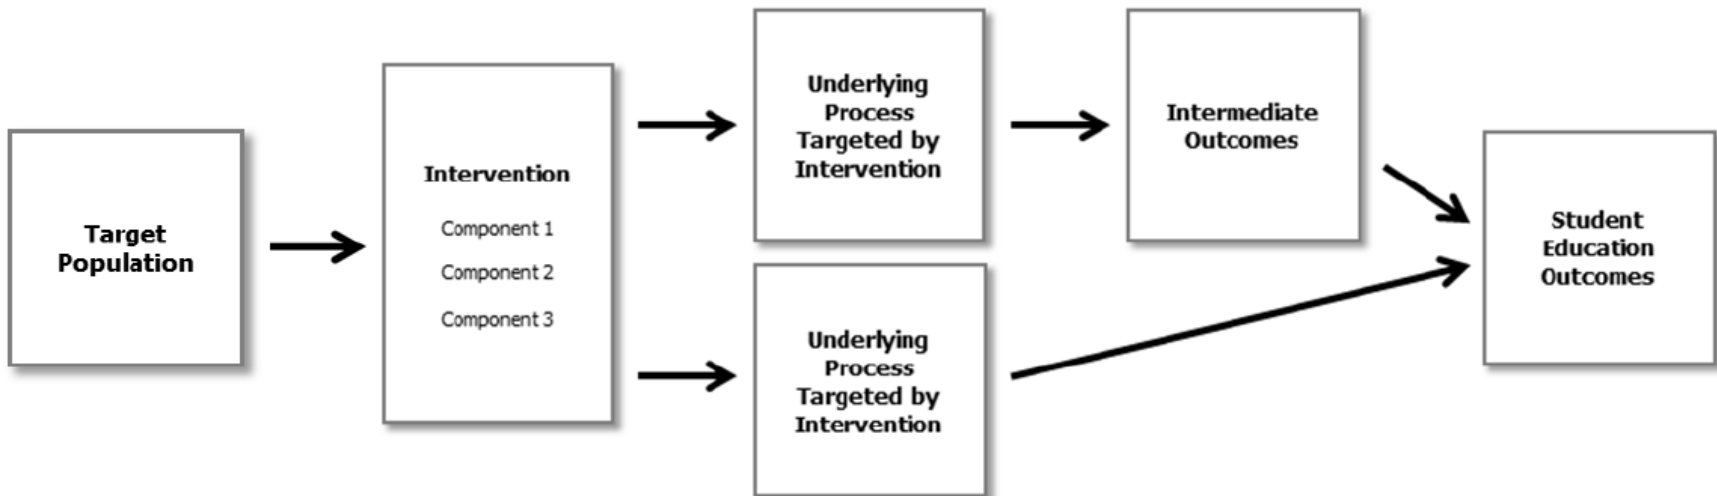 Target
Population
Intervention
Component 1
Component 2
Component 3
Underlying
Process
Targeted by
Intervention
Underlying
Process
Targeted by
Intervention
Intermediate
Outcomes
Student
Education
Outcomes